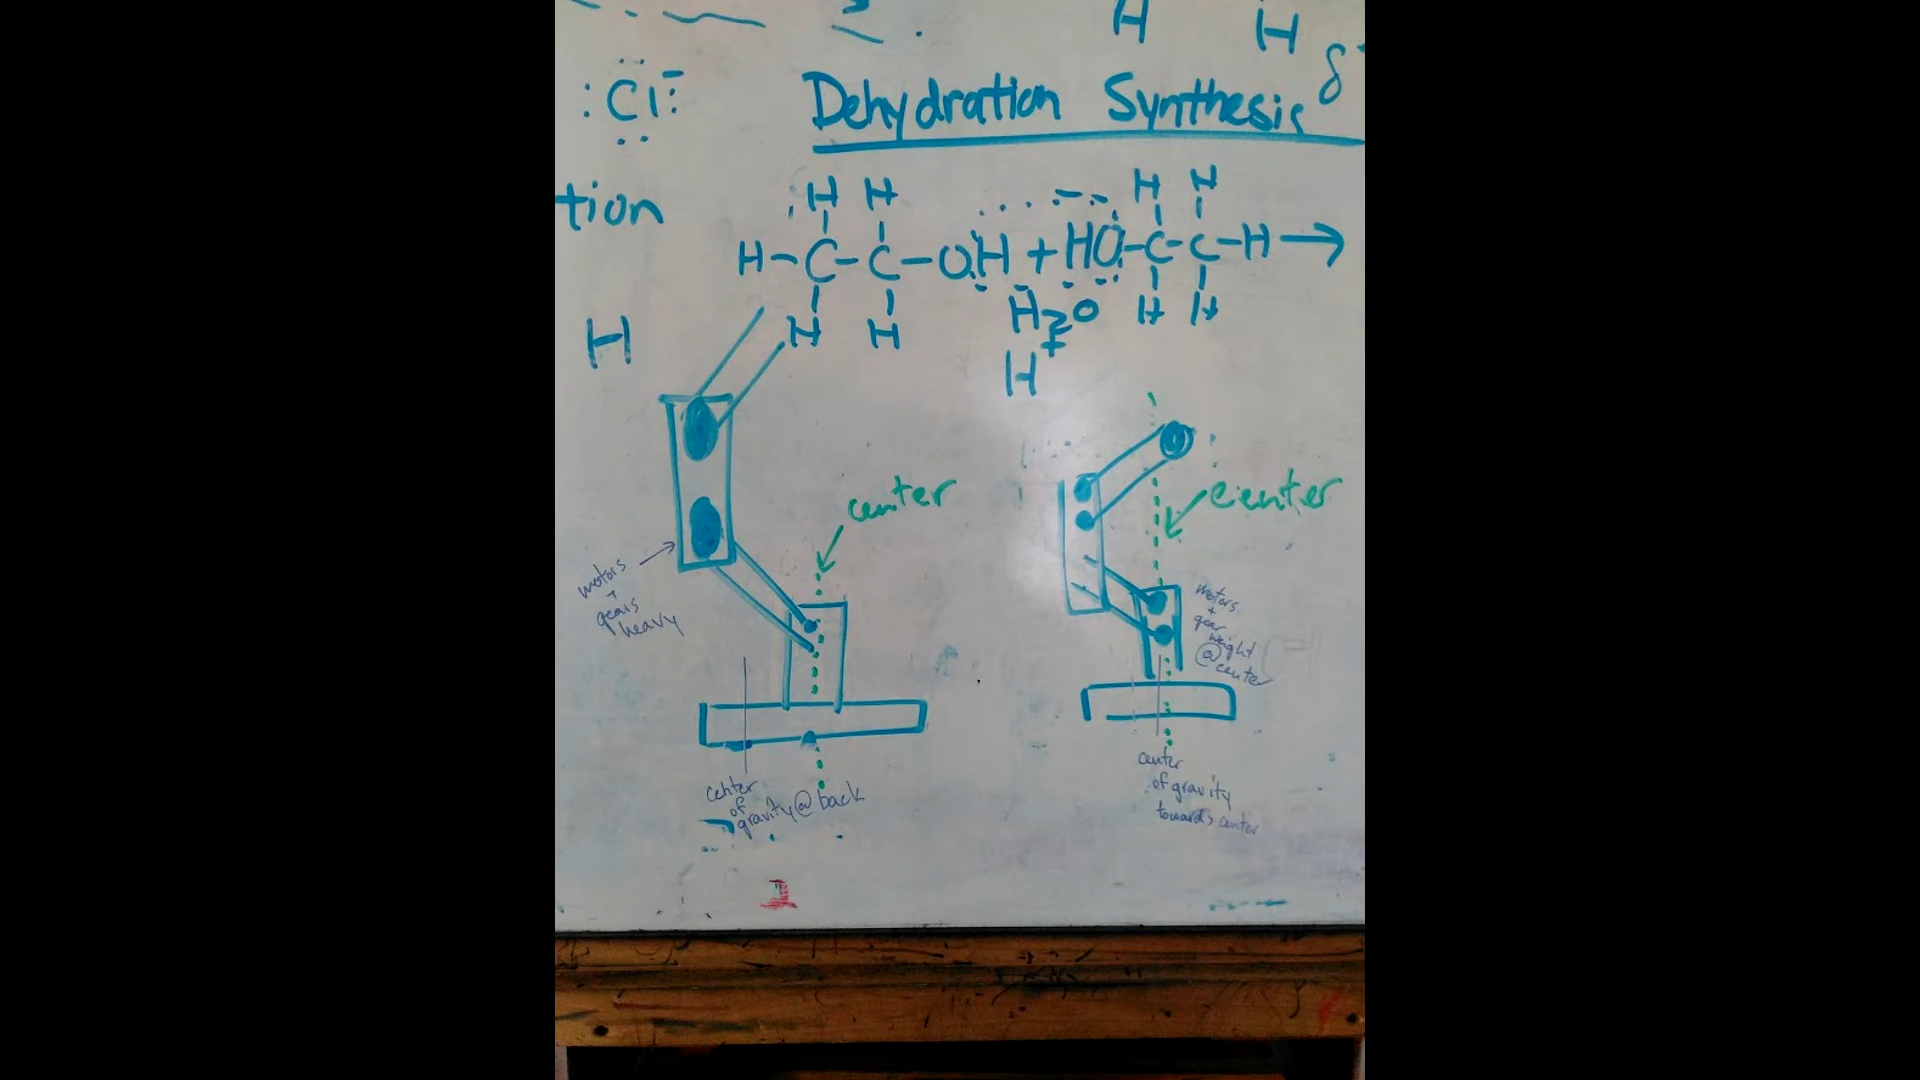 H H
:Cl:⁻
Dehydration Synthesis
δ⁻
tion
H H
H-C-C-OH + HO-C-C-H →
H H
H H
H H
H₂O
+
H
H
center
center
motors
+
gears
heavy
motors
+
gear
weight
@
center
center
of
gravity @ back
center
of gravity
towards center